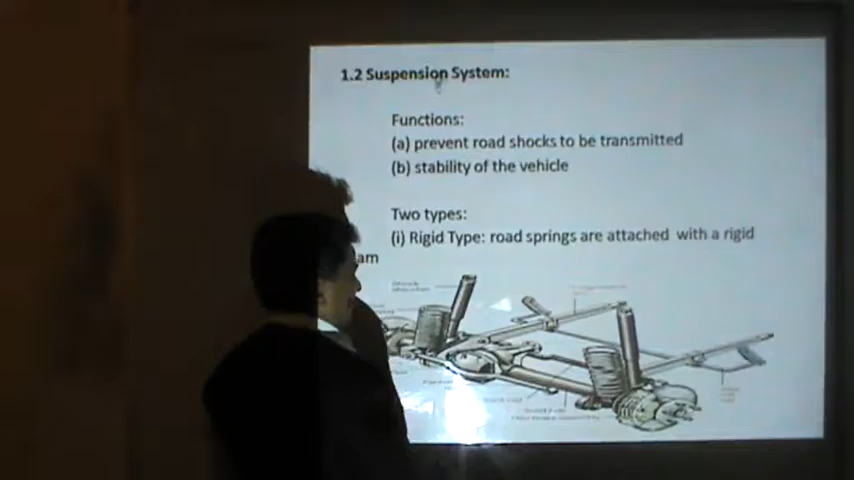 1.2 Suspension System:
Functions:
(a) prevent road shocks to be transmitted
(b) stability of the vehicle
Two types:
(i) Rigid Type: road springs are attached with a rigid
am